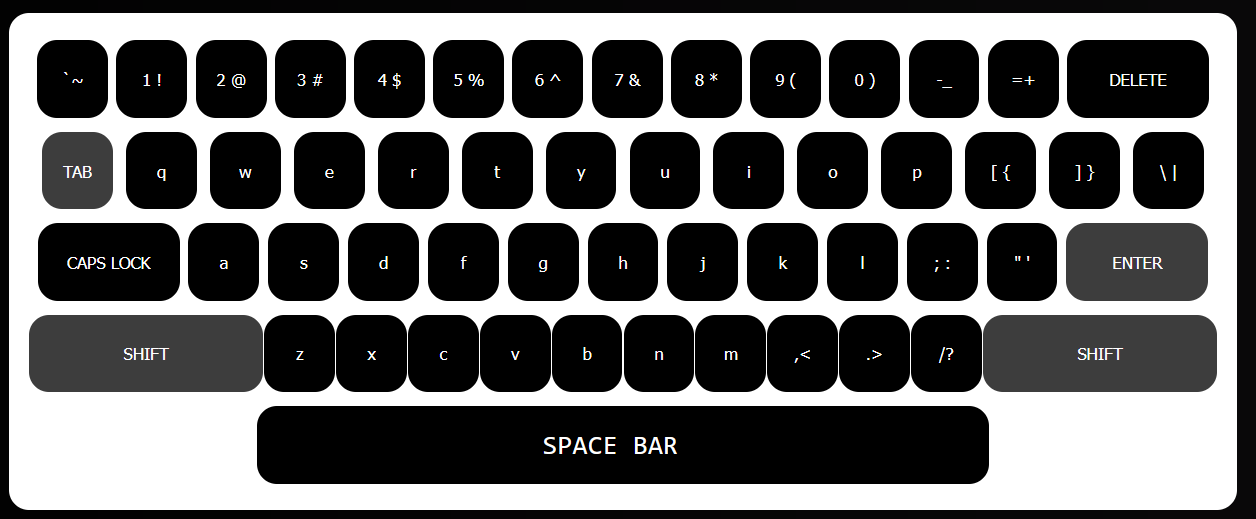 `~ 1 ! 2 @ 3 # 4 $ 5 % 6 ^ 7 & 8 * 9 ( 0 ) -_ =+ DELETE
TAB q w e r t y u i o p [ { ] } \ |
CAPS LOCK a s d f g h j k l ; : " ' ENTER
SHIFT z x c v b n m ,< .> /? SHIFT
SPACE BAR